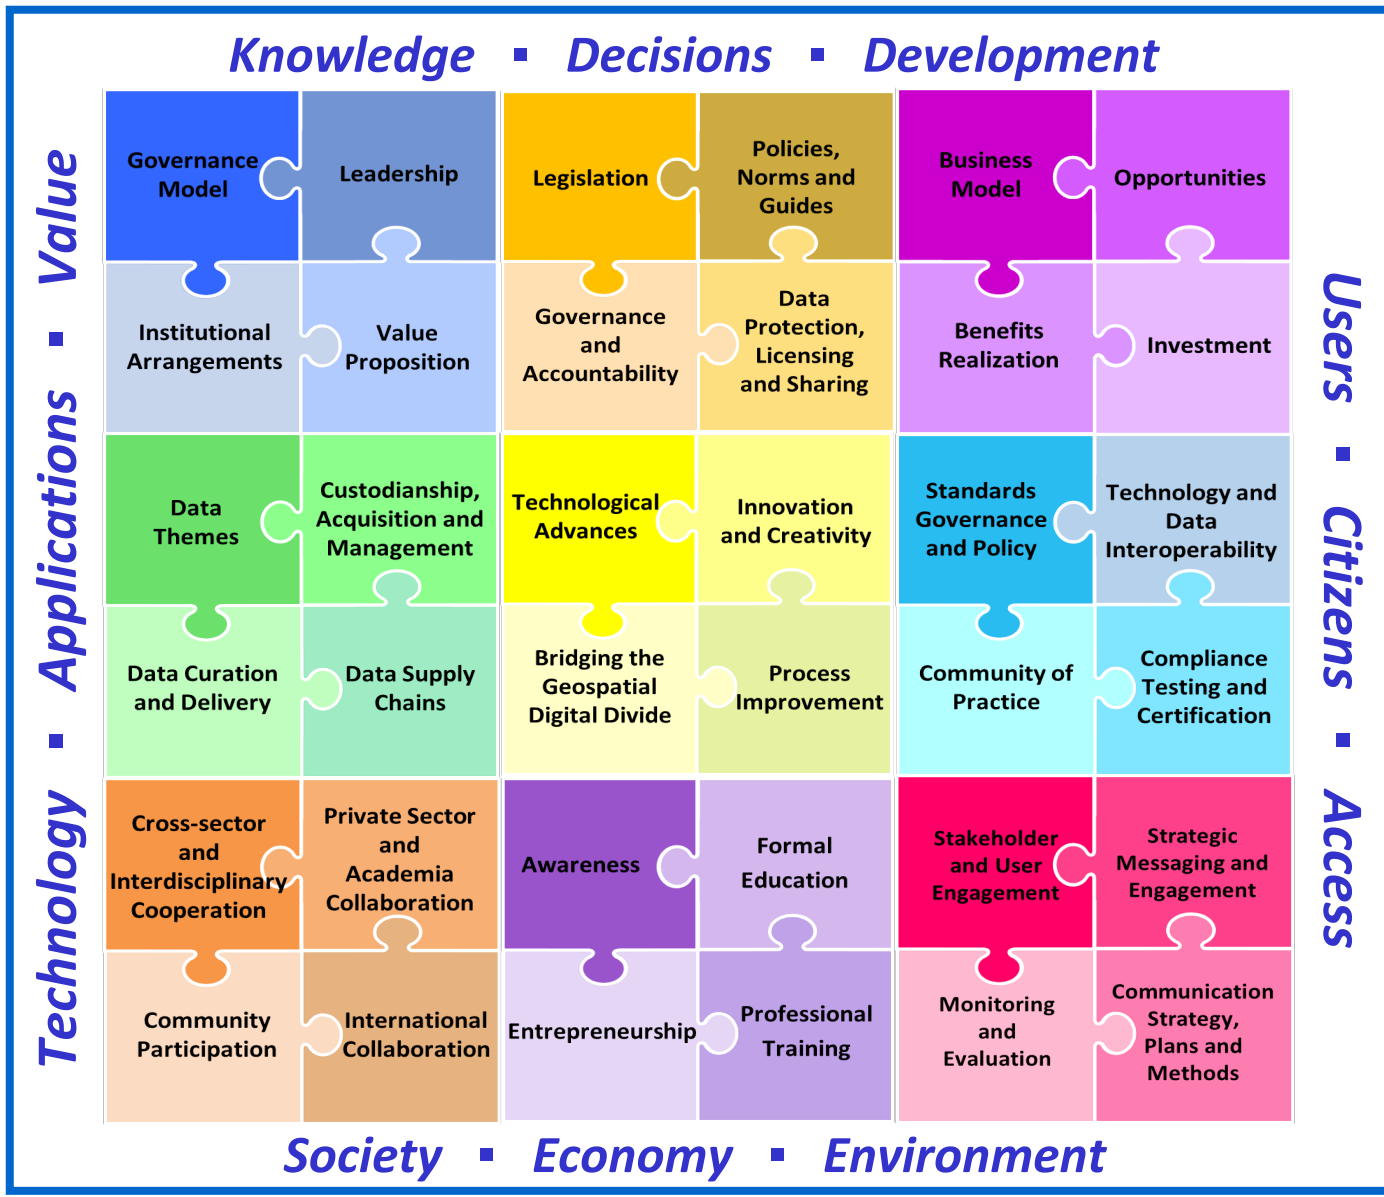 Knowledge ▪ Decisions ▪ Development
Value ▪ Applications ▪ Technology
Governance
Model
Leadership
Legislation
Policies,
Norms and
Guides
Business
Model
Opportunities
Institutional
Arrangements
Value
Proposition
Governance
and
Accountability
Data
Protection,
Licensing
and Sharing
Benefits
Realization
Investment
Data
Themes
Custodianship,
Acquisition and
Management
Technological
Advances
Innovation
and Creativity
Standards
Governance
and Policy
Technology and
Data
Interoperability
Data Curation
and Delivery
Data Supply
Chains
Bridging the
Geospatial
Digital Divide
Process
Improvement
Community of
Practice
Compliance
Testing and
Certification
Cross-sector
and
Interdisciplinary
Cooperation
Private Sector
and
Academia
Collaboration
Awareness
Formal
Education
Stakeholder
and User
Engagement
Strategic
Messaging and
Engagement
Community
Participation
International
Collaboration
Entrepreneurship
Professional
Training
Monitoring
and
Evaluation
Communication
Strategy,
Plans and
Methods
Users ▪ Citizens ▪ Access
Society ▪ Economy ▪ Environment